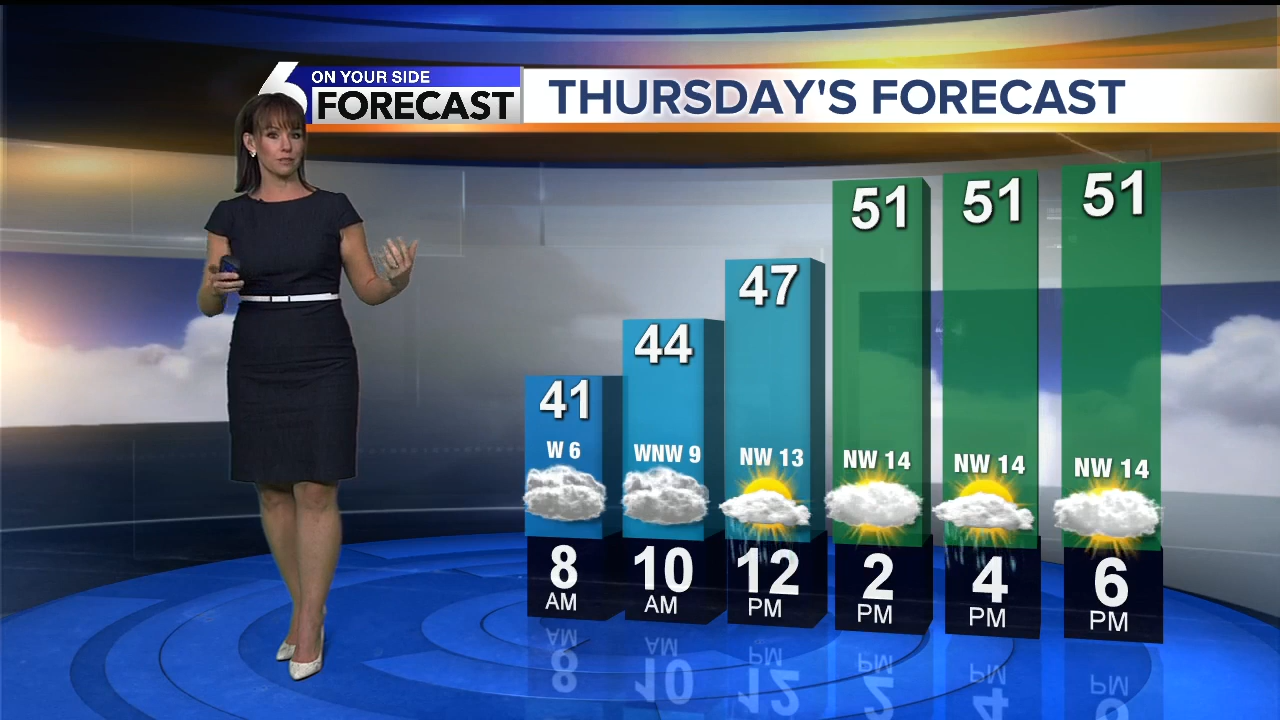 6 ON YOUR SIDE
FORECAST
THURSDAY'S FORECAST
41
44
47
51
51
51
W 6
WNW 9
NW 13
NW 14
NW 14
NW 14
8
10
12
2
4
6
AM
AM
PM
PM
PM
PM